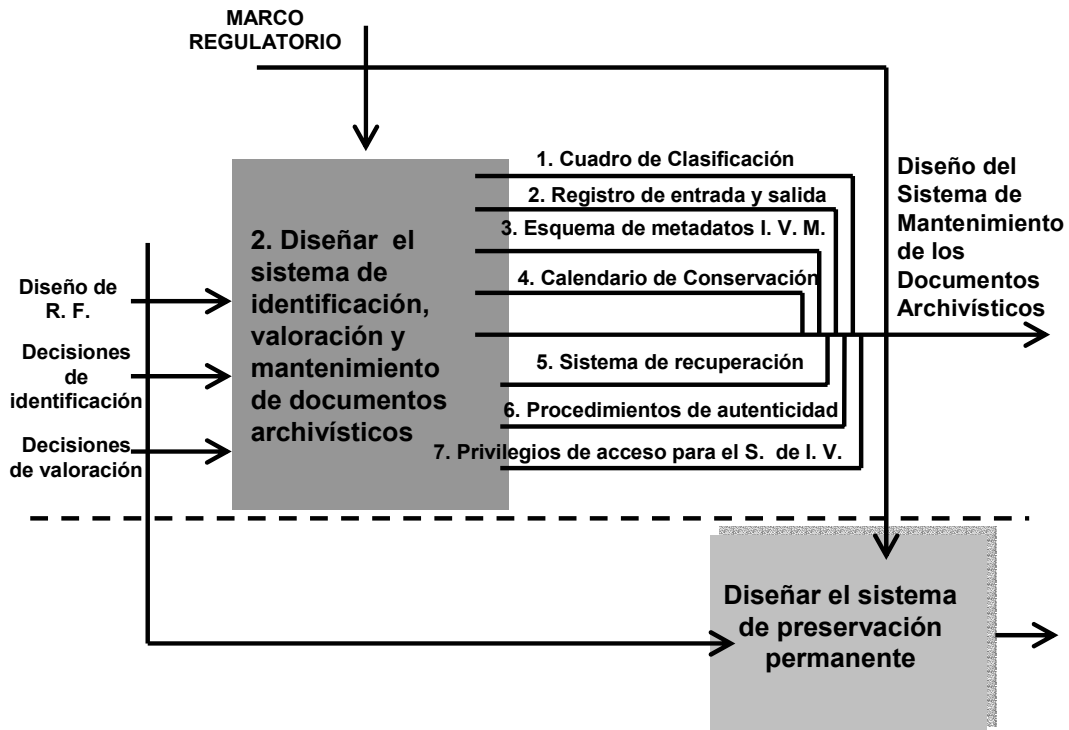 MARCO
REGULATORIO
1. Cuadro de Clasificación
2. Registro de entrada y salida
3. Esquema de metadatos I. V. M.
4. Calendario de Conservación
5. Sistema de recuperación
6. Procedimientos de autenticidad
7. Privilegios de acceso para el S. de I. V.
Diseño del
Sistema de
Mantenimiento
de los
Documentos
Archivísticos
2. Diseñar el
sistema de
identificación,
valoración y
mantenimiento
de documentos
archivísticos
Diseño de
R. F.
Decisiones
de
identificación
Decisiones
de valoración
Diseñar el sistema
de preservación
permanente